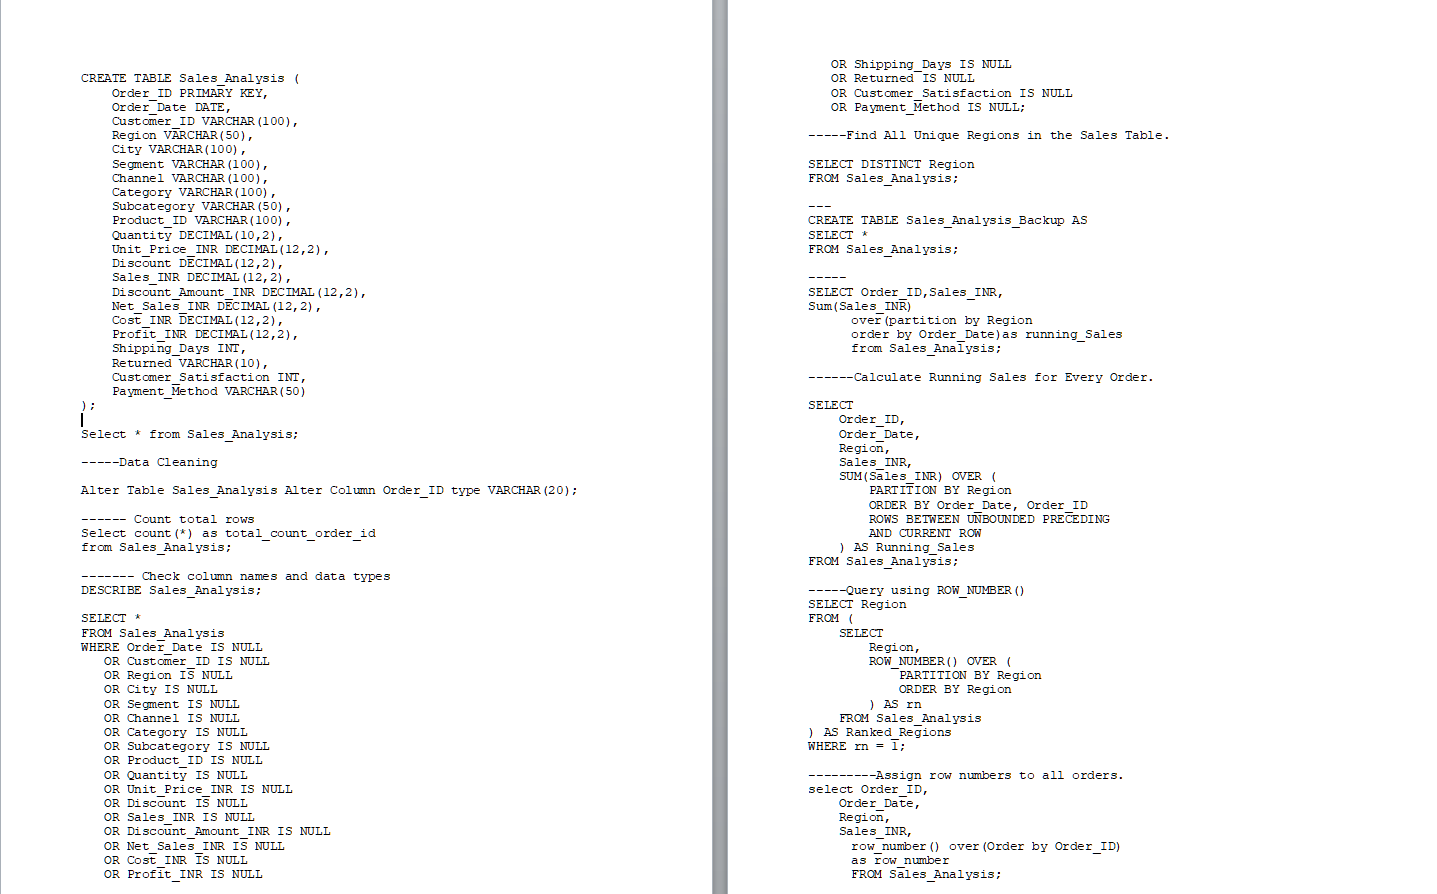 CREATE TABLE Sales_Analysis (
Order_ID PRIMARY KEY,
Order_Date DATE,
Customer_ID VARCHAR(100),
Region VARCHAR(50),
City VARCHAR(100),
Segment VARCHAR(100),
Channel VARCHAR(100),
Category VARCHAR(100),
Subcategory VARCHAR(50),
Product_ID VARCHAR(100),
Quantity DECIMAL(10,2),
Unit_Price_INR DECIMAL(12,2),
Discount DECIMAL(12,2),
Sales_INR DECIMAL(12,2),
Discount_Amount_INR DECIMAL(12,2),
Net_Sales_INR DECIMAL(12,2),
Cost_INR DECIMAL(12,2),
Profit_INR DECIMAL(12,2),
Shipping_Days INT,
Returned VARCHAR(10),
Customer_Satisfaction INT,
Payment_Method VARCHAR(50)
);
Select * from Sales_Analysis;
-----Data Cleaning
Alter Table Sales_Analysis Alter Column Order_ID type VARCHAR(20);
------ Count total rows
Select count(*) as total_count_order_id
from Sales_Analysis;
------- Check column names and data types
DESCRIBE Sales_Analysis;
SELECT *
FROM Sales_Analysis
WHERE Order_Date IS NULL
OR Customer_ID IS NULL
OR Region IS NULL
OR City IS NULL
OR Segment IS NULL
OR Channel IS NULL
OR Category IS NULL
OR Subcategory IS NULL
OR Product_ID IS NULL
OR Quantity IS NULL
OR Unit_Price_INR IS NULL
OR Discount IS NULL
OR Sales_INR IS NULL
OR Discount_Amount_INR IS NULL
OR Net_Sales_INR IS NULL
OR Cost_INR IS NULL
OR Profit_INR IS NULL
OR Shipping_Days IS NULL
OR Returned IS NULL
OR Customer_Satisfaction IS NULL
OR Payment_Method IS NULL;
-----Find All Unique Regions in the Sales Table.
SELECT DISTINCT Region
FROM Sales_Analysis;
---
CREATE TABLE Sales_Analysis_Backup AS
SELECT *
FROM Sales_Analysis;
-----
SELECT Order_ID,Sales_INR,
Sum(Sales_INR)
over(partition by Region
order by Order_Date)as running_Sales
from Sales_Analysis;
------Calculate Running Sales for Every Order.
SELECT
Order_ID,
Order_Date,
Region,
Sales_INR,
SUM(Sales_INR) OVER (
PARTITION BY Region
ORDER BY Order_Date, Order_ID
ROWS BETWEEN UNBOUNDED PRECEDING
AND CURRENT ROW
) AS Running_Sales
FROM Sales_Analysis;
-----Query using ROW_NUMBER()
SELECT Region
FROM (
SELECT
Region,
ROW_NUMBER() OVER (
PARTITION BY Region
ORDER BY Region
) AS rn
FROM Sales_Analysis
) AS Ranked_Regions
WHERE rn = 1;
---------Assign row numbers to all orders.
select Order_ID,
Order_Date,
Region,
Sales_INR,
row_number() over(Order by Order_ID)
as row_number
FROM Sales_Analysis;